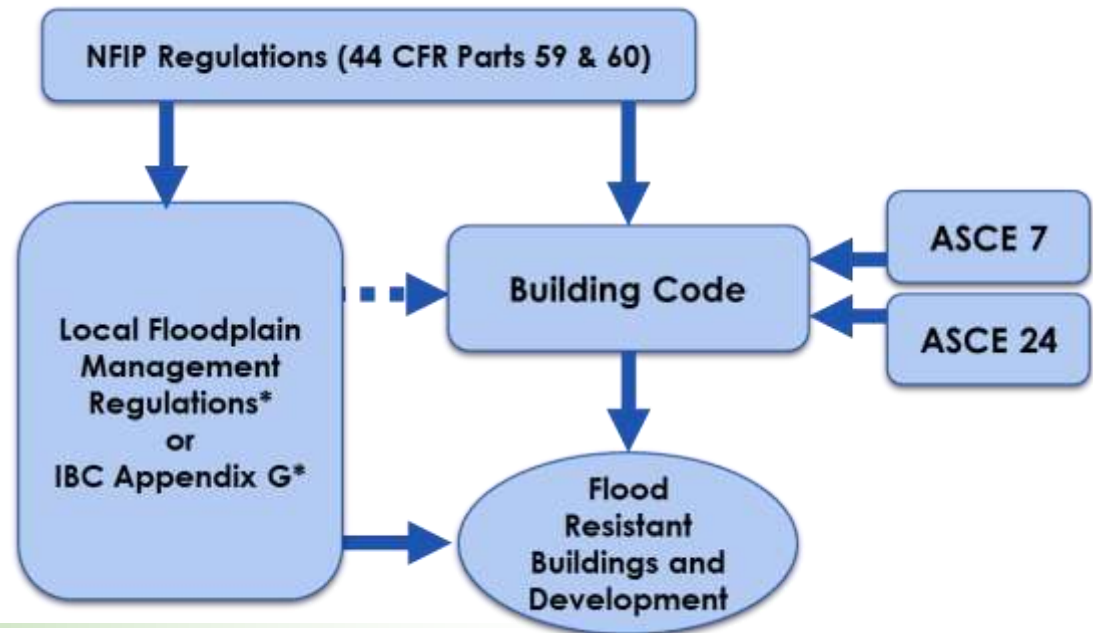 NFIP Regulations (44 CFR Parts 59 & 60)
Local Floodplain
Management
Regulations*
or
IBC Appendix G*
Building Code
ASCE 7
ASCE 24
Flood
Resistant
Buildings and
Development